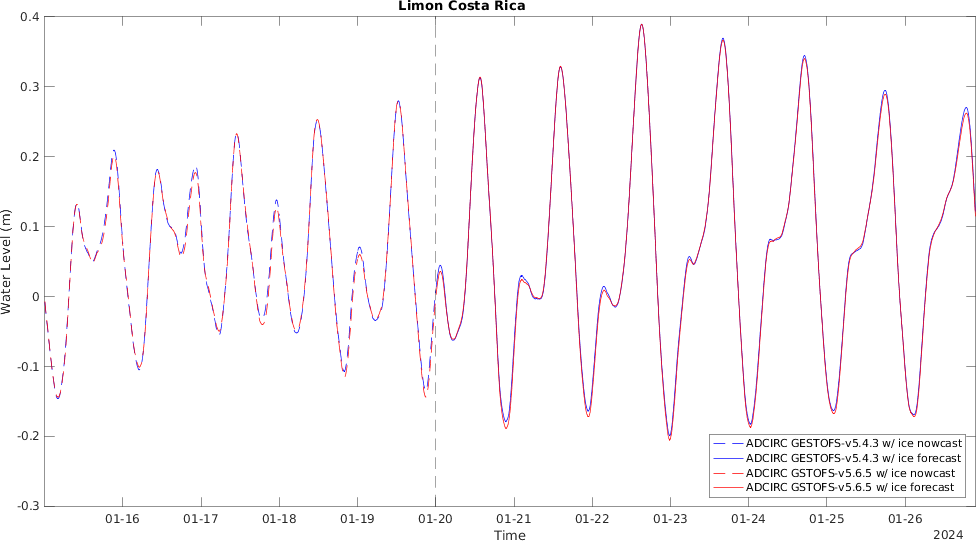 Limon Costa Rica
0.4
0.3
0.2
0.1
0
-0.1
-0.2
-0.3
Water Level (m)
ADCIRC GESTOFS-v5.4.3 w/ ice nowcast
ADCIRC GESTOFS-v5.4.3 w/ ice forecast
ADCIRC GSTOFS-v5.6.5 w/ ice nowcast
ADCIRC GSTOFS-v5.6.5 w/ ice forecast
01-16 01-17 01-18 01-19 01-20 01-21 01-22 01-23 01-24 01-25 01-26
Time
2024